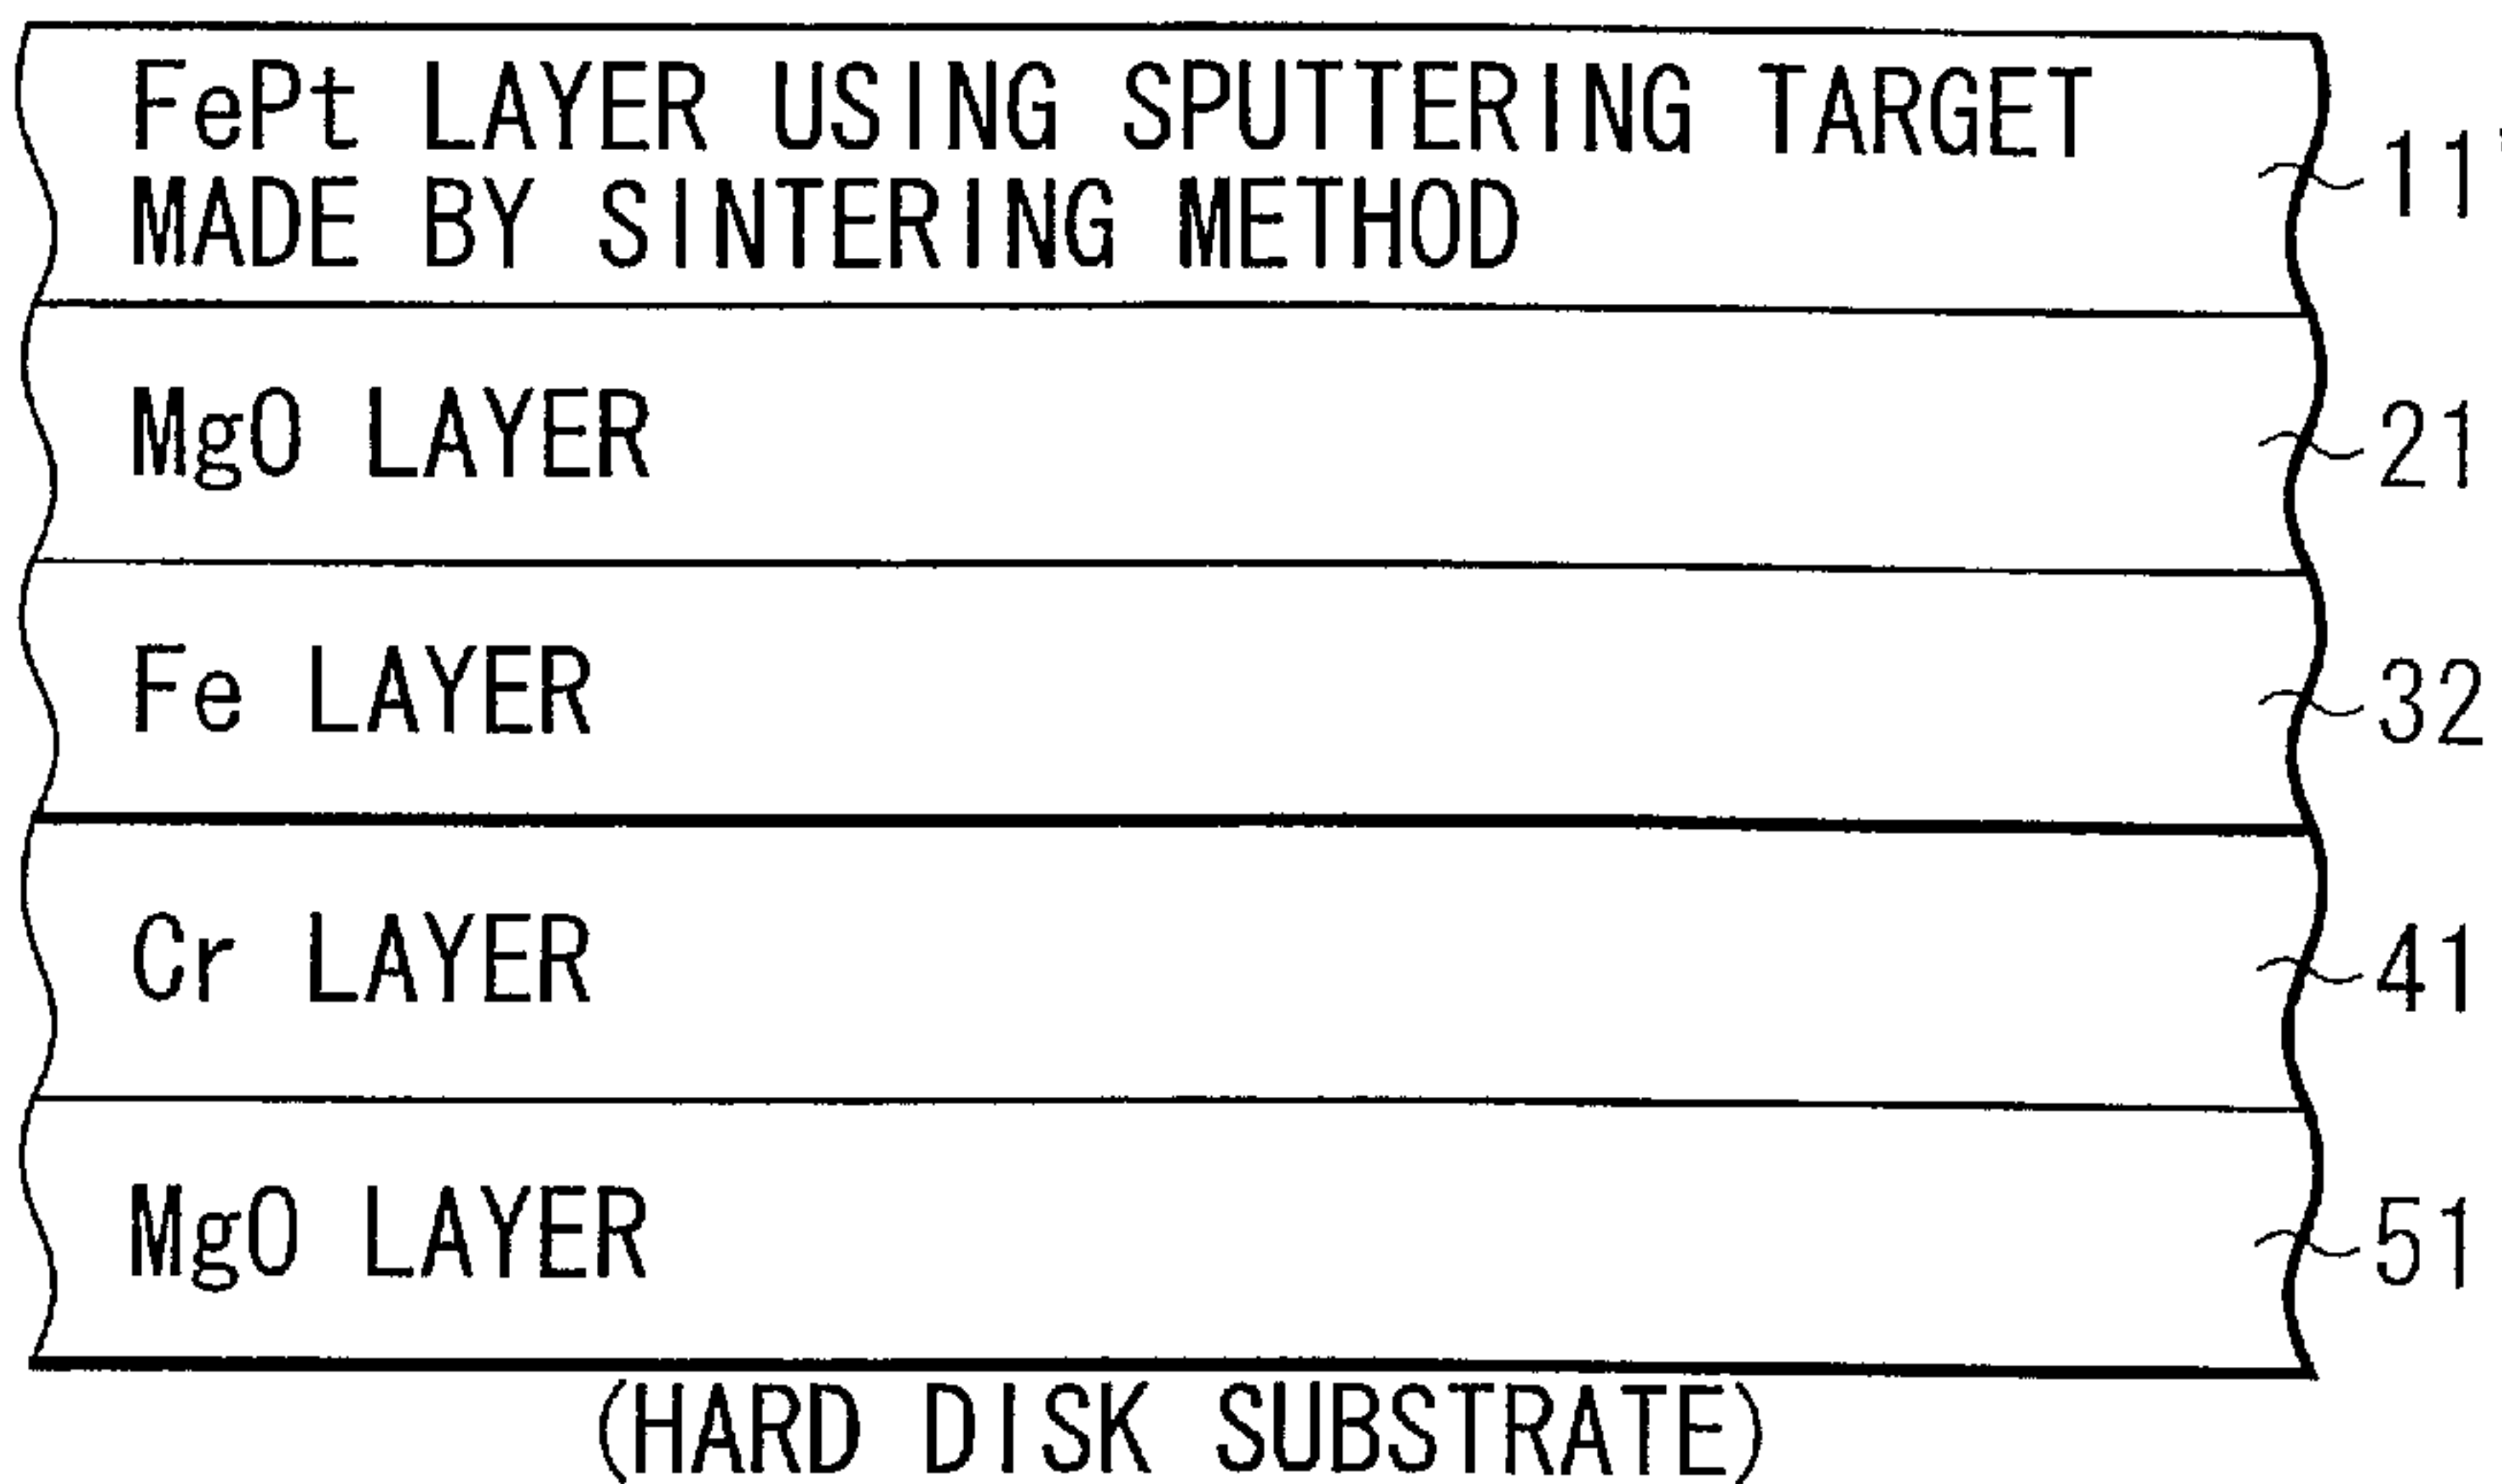 FePt LAYER USING SPUTTERING TARGET
MADE BY SINTERING METHOD
11'
MgO LAYER
21
Fe LAYER
32
Cr LAYER
41
MgO LAYER
51
(HARD DISK SUBSTRATE)